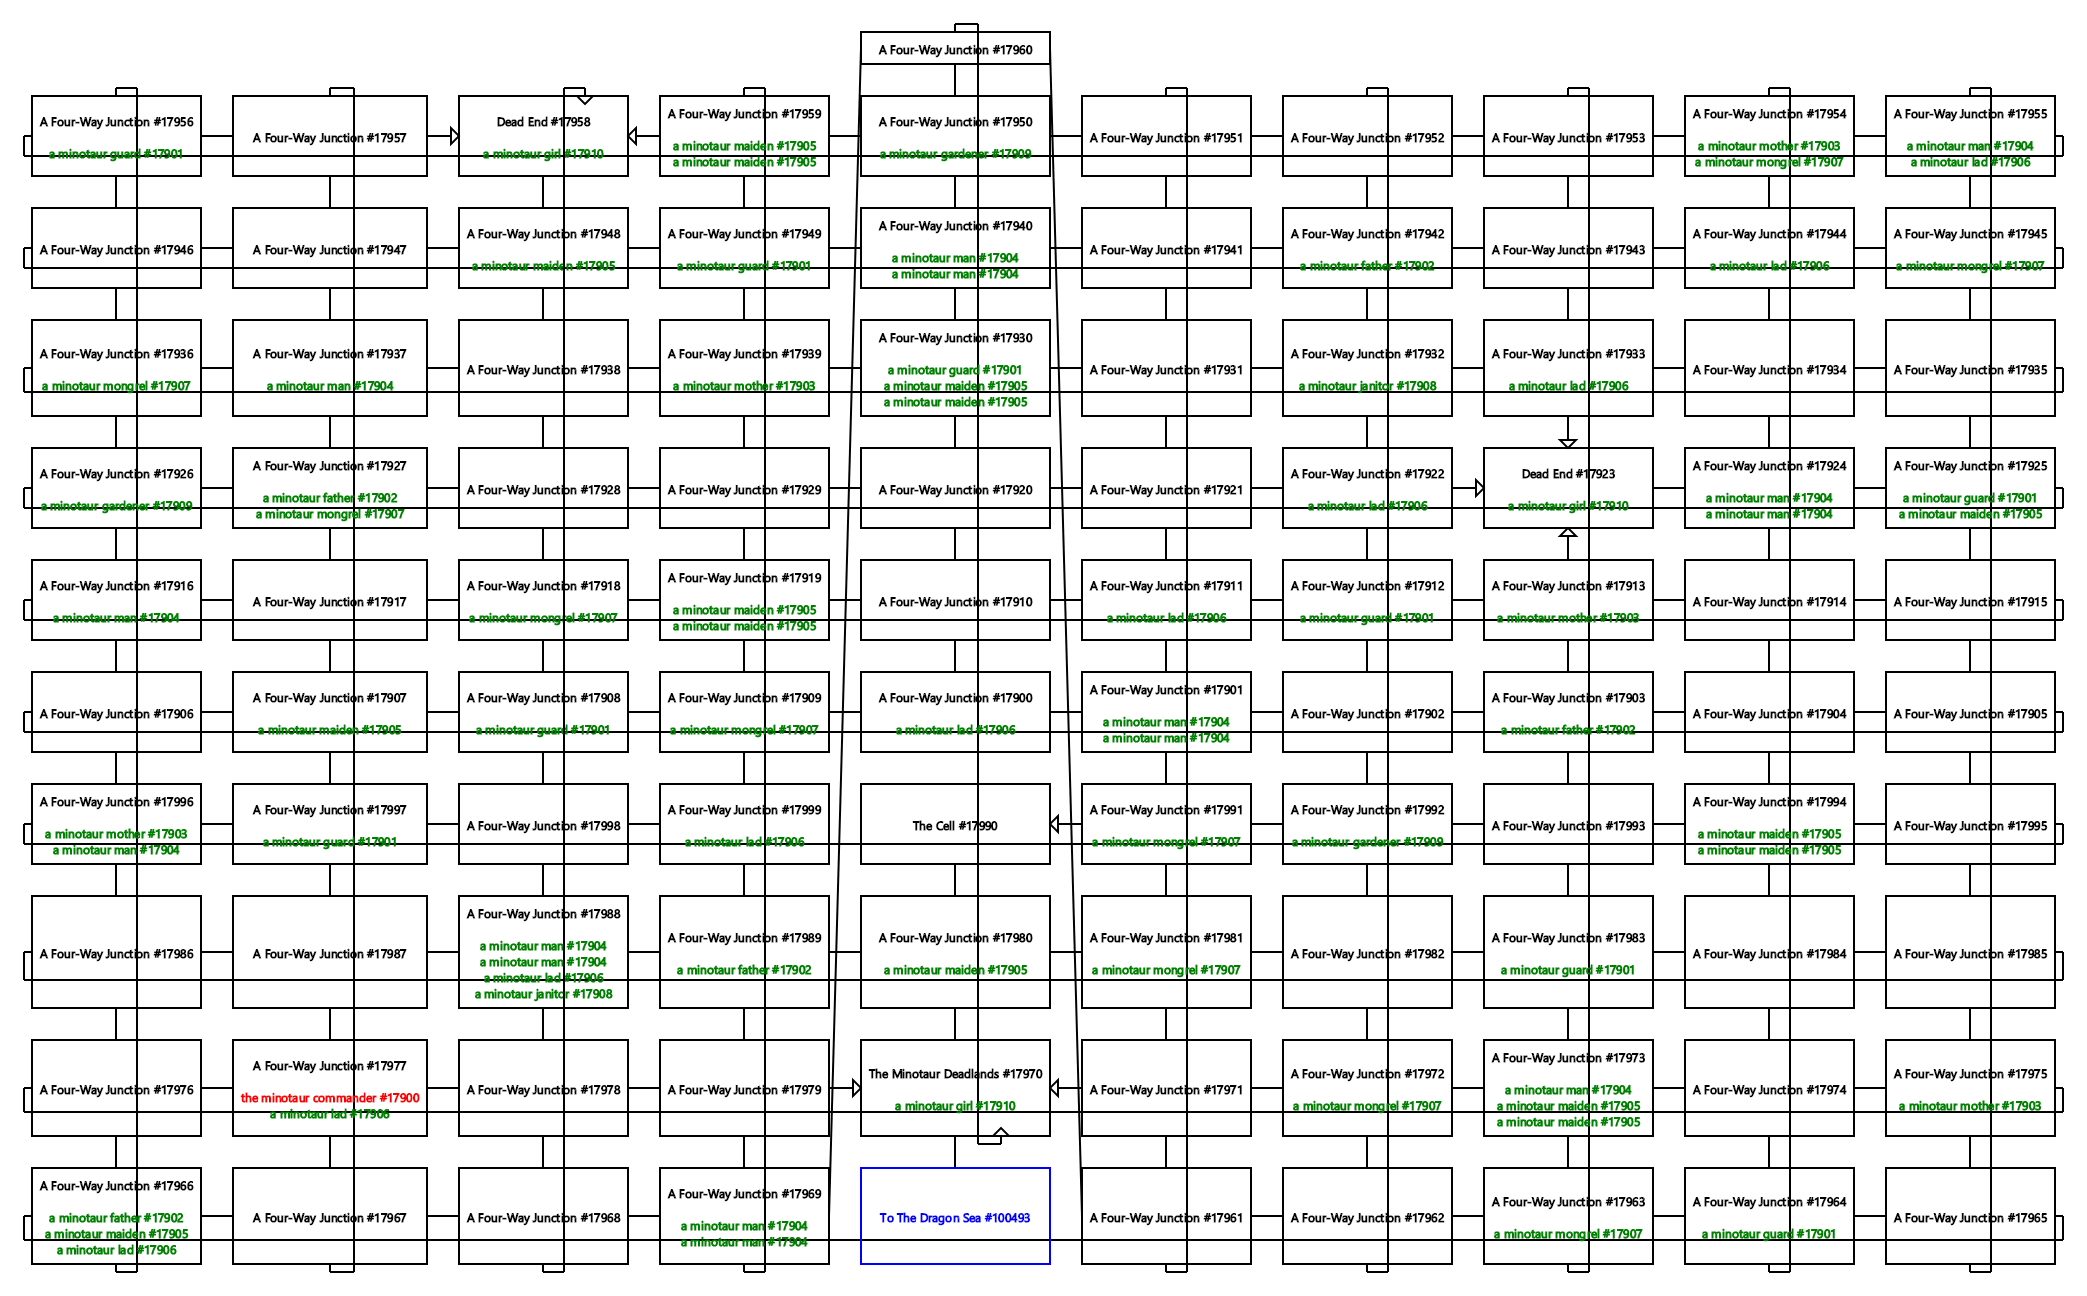 A Four-Way Junction #17960
A Four-Way Junction #17956
a minotaur guard #17901
A Four-Way Junction #17957
Dead End #17958
a minotaur girl #17910
A Four-Way Junction #17959
a minotaur maiden #17905
a minotaur maiden #17905
A Four-Way Junction #17950
a minotaur gardener #17909
A Four-Way Junction #17951
A Four-Way Junction #17952
A Four-Way Junction #17953
A Four-Way Junction #17954
a minotaur mother #17903
a minotaur mongrel #17907
A Four-Way Junction #17955
a minotaur man #17904
a minotaur lad #17906
A Four-Way Junction #17946
A Four-Way Junction #17947
A Four-Way Junction #17948
a minotaur maiden #17905
A Four-Way Junction #17949
a minotaur guard #17901
A Four-Way Junction #17940
a minotaur man #17904
a minotaur man #17904
A Four-Way Junction #17941
A Four-Way Junction #17942
a minotaur father #17902
A Four-Way Junction #17943
A Four-Way Junction #17944
a minotaur lad #17906
A Four-Way Junction #17945
a minotaur mongrel #17907
A Four-Way Junction #17936
a minotaur mongrel #17907
A Four-Way Junction #17937
a minotaur man #17904
A Four-Way Junction #17938
A Four-Way Junction #17939
a minotaur mother #17903
A Four-Way Junction #17930
a minotaur guard #17901
a minotaur maiden #17905
a minotaur maiden #17905
A Four-Way Junction #17931
A Four-Way Junction #17932
a minotaur janitor #17908
A Four-Way Junction #17933
a minotaur lad #17906
A Four-Way Junction #17934
A Four-Way Junction #17935
A Four-Way Junction #17926
a minotaur gardener #17909
A Four-Way Junction #17927
a minotaur father #17902
a minotaur mongrel #17907
A Four-Way Junction #17928
A Four-Way Junction #17929
A Four-Way Junction #17920
A Four-Way Junction #17921
A Four-Way Junction #17922
a minotaur lad #17906
Dead End #17923
a minotaur girl #17910
A Four-Way Junction #17924
a minotaur man #17904
a minotaur man #17904
A Four-Way Junction #17925
a minotaur guard #17901
a minotaur maiden #17905
A Four-Way Junction #17916
a minotaur man #17904
A Four-Way Junction #17917
A Four-Way Junction #17918
a minotaur mongrel #17907
A Four-Way Junction #17919
a minotaur maiden #17905
a minotaur maiden #17905
A Four-Way Junction #17910
A Four-Way Junction #17911
a minotaur lad #17906
A Four-Way Junction #17912
a minotaur guard #17901
A Four-Way Junction #17913
a minotaur mother #17903
A Four-Way Junction #17914
A Four-Way Junction #17915
A Four-Way Junction #17906
A Four-Way Junction #17907
a minotaur maiden #17905
A Four-Way Junction #17908
a minotaur guard #17901
A Four-Way Junction #17909
a minotaur mongrel #17907
A Four-Way Junction #17900
a minotaur lad #17906
A Four-Way Junction #17901
a minotaur man #17904
a minotaur man #17904
A Four-Way Junction #17902
A Four-Way Junction #17903
a minotaur father #17902
A Four-Way Junction #17904
A Four-Way Junction #17905
A Four-Way Junction #17996
a minotaur mother #17903
a minotaur man #17904
A Four-Way Junction #17997
a minotaur guard #17901
A Four-Way Junction #17998
A Four-Way Junction #17999
a minotaur lad #17906
The Cell #17990
A Four-Way Junction #17991
a minotaur mongrel #17907
A Four-Way Junction #17992
a minotaur gardener #17909
A Four-Way Junction #17993
A Four-Way Junction #17994
a minotaur maiden #17905
a minotaur maiden #17905
A Four-Way Junction #17995
A Four-Way Junction #17986
A Four-Way Junction #17987
A Four-Way Junction #17988
a minotaur man #17904
a minotaur man #17904
a minotaur lad #17906
a minotaur janitor #17908
A Four-Way Junction #17989
a minotaur father #17902
A Four-Way Junction #17980
a minotaur maiden #17905
A Four-Way Junction #17981
a minotaur mongrel #17907
A Four-Way Junction #17982
A Four-Way Junction #17983
a minotaur guard #17901
A Four-Way Junction #17984
A Four-Way Junction #17985
A Four-Way Junction #17976
A Four-Way Junction #17977
the minotaur commander #17900
a minotaur lad #17906
A Four-Way Junction #17978
A Four-Way Junction #17979
The Minotaur Deadlands #17970
a minotaur girl #17910
A Four-Way Junction #17971
A Four-Way Junction #17972
a minotaur mongrel #17907
A Four-Way Junction #17973
a minotaur man #17904
a minotaur maiden #17905
a minotaur maiden #17905
A Four-Way Junction #17974
A Four-Way Junction #17975
a minotaur mother #17903
A Four-Way Junction #17966
a minotaur father #17902
a minotaur maiden #17905
a minotaur lad #17906
A Four-Way Junction #17967
A Four-Way Junction #17968
A Four-Way Junction #17969
a minotaur man #17904
a minotaur man #17904
To The Dragon Sea #100493
A Four-Way Junction #17961
A Four-Way Junction #17962
A Four-Way Junction #17963
a minotaur mongrel #17907
A Four-Way Junction #17964
a minotaur guard #17901
A Four-Way Junction #17965